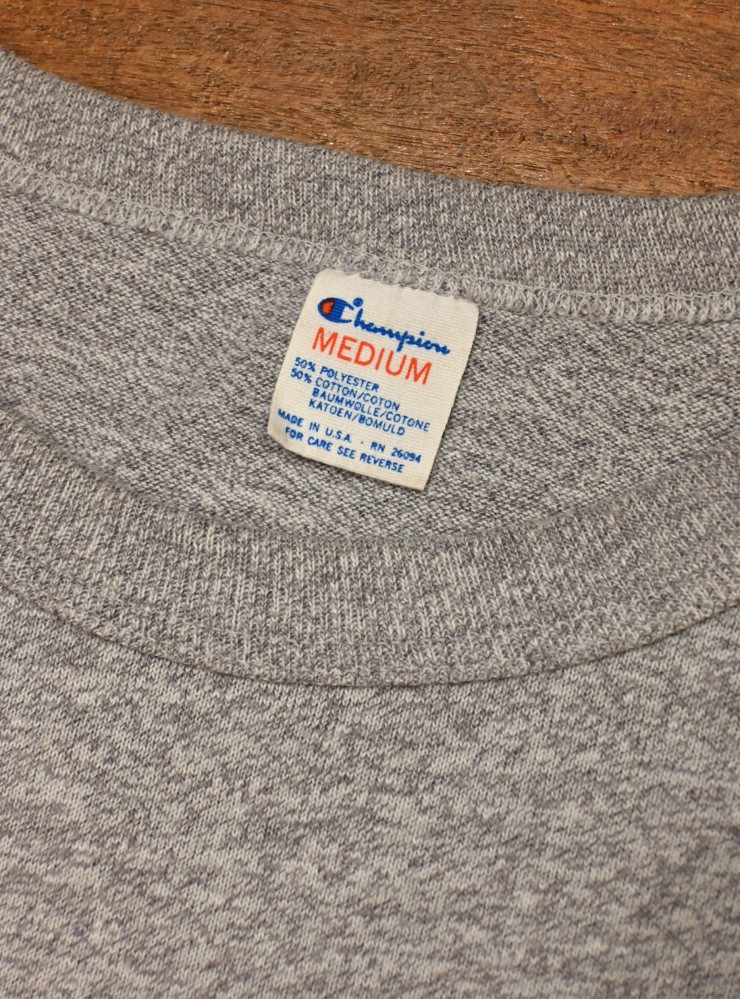 Champion
MEDIUM
50% POLYESTER
50% COTTON/COTON
BAUMWOLLE/COTONE
KATOEN/BOMULD
MADE IN U.S.A. · RN 26094
FOR CARE SEE REVERSE